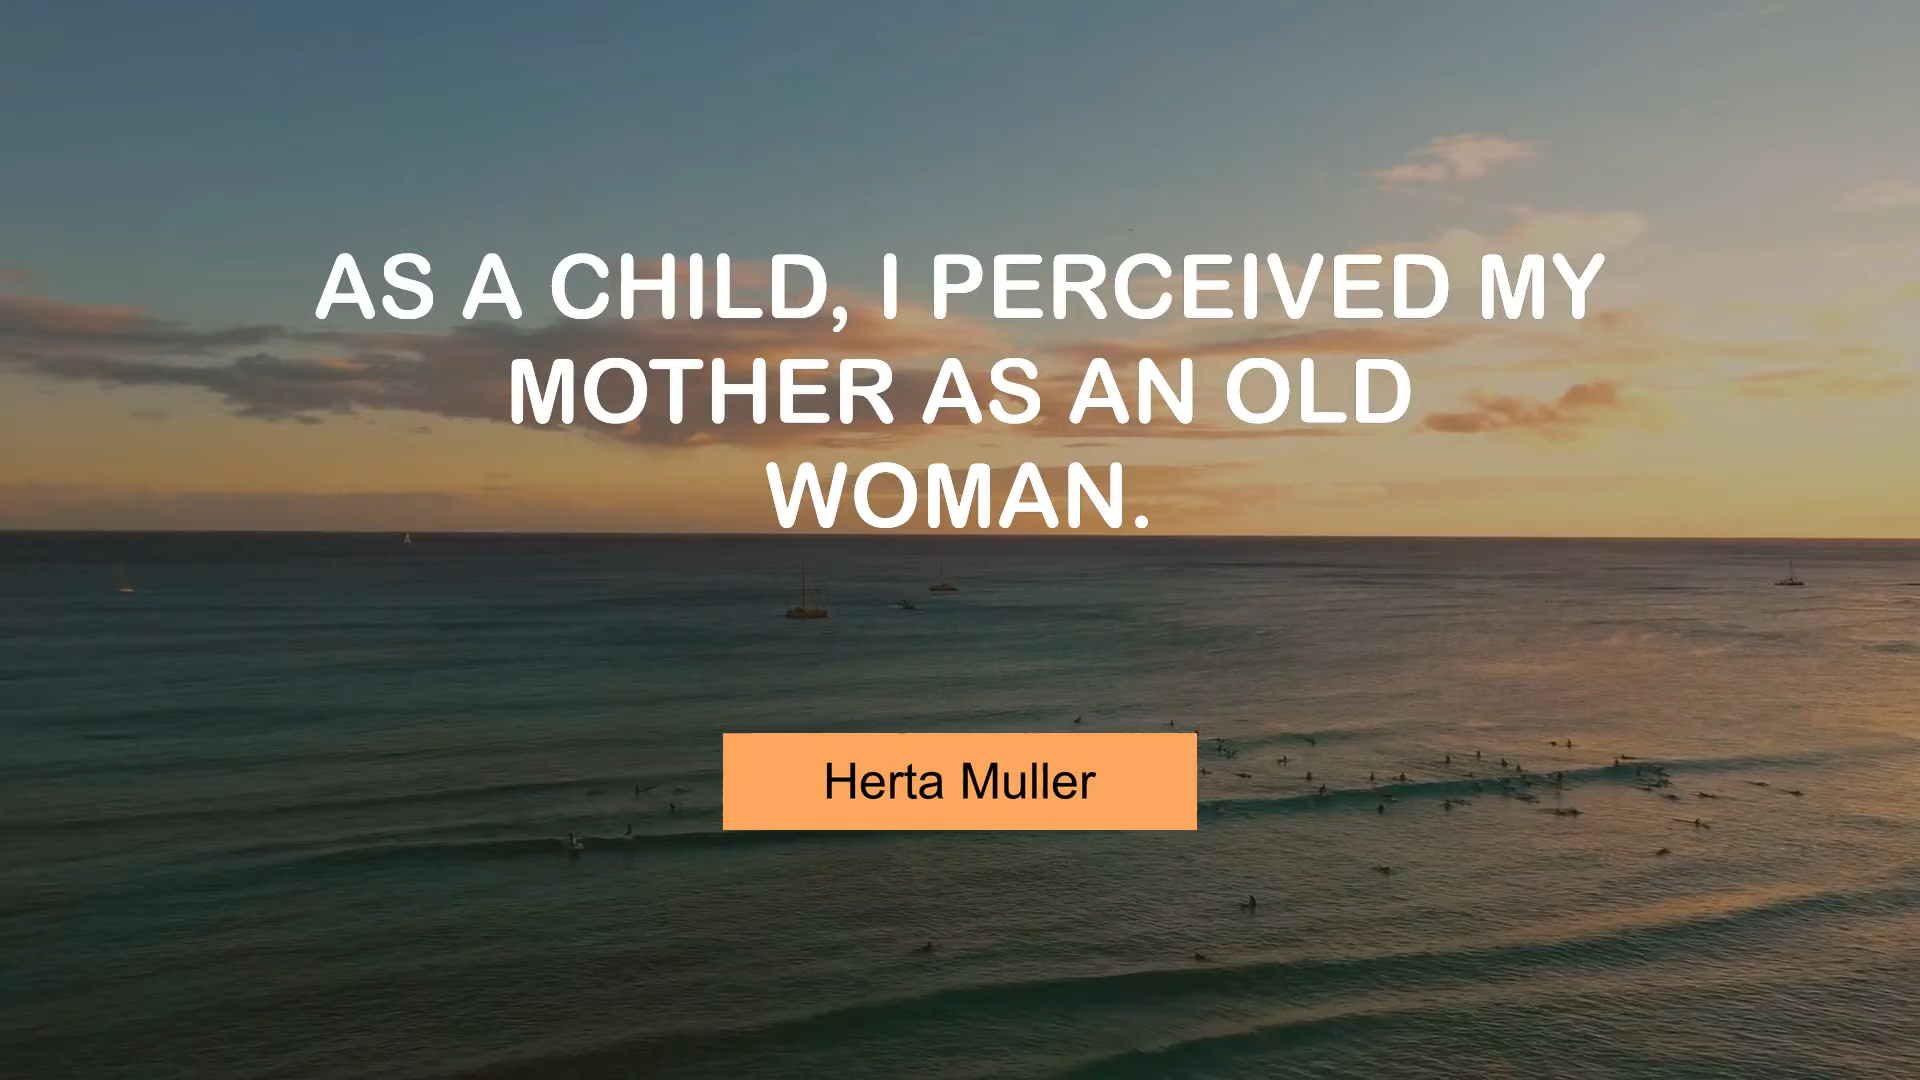 AS A CHILD, I PERCEIVED MY
MOTHER AS AN OLD
WOMAN.
Herta Muller